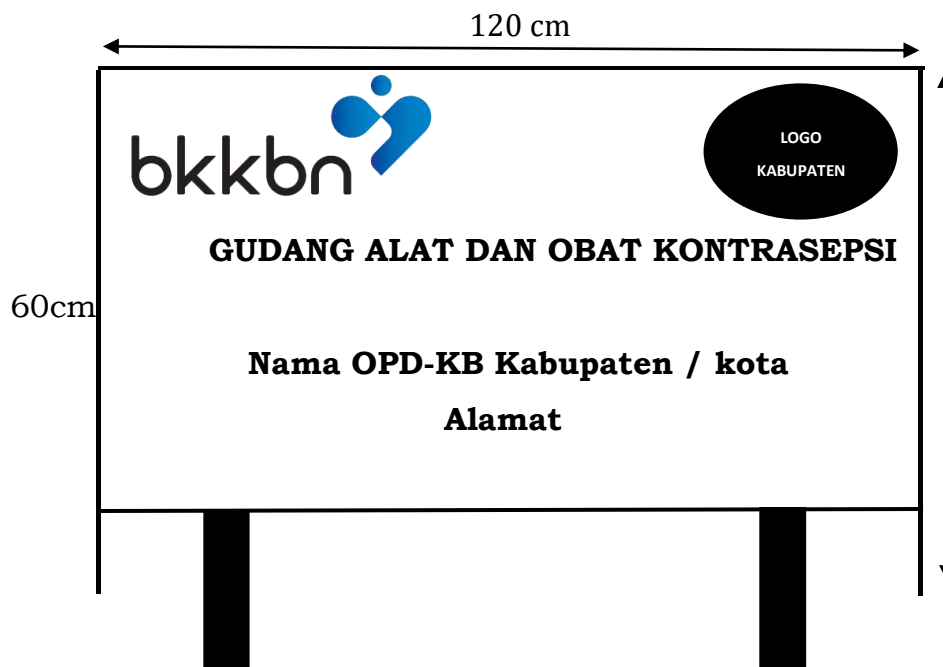 120 cm
bkkbn
LOGO
KABUPATEN
GUDANG ALAT DAN OBAT KONTRASEPSI
60cm
Nama OPD-KB Kabupaten / kota
Alamat